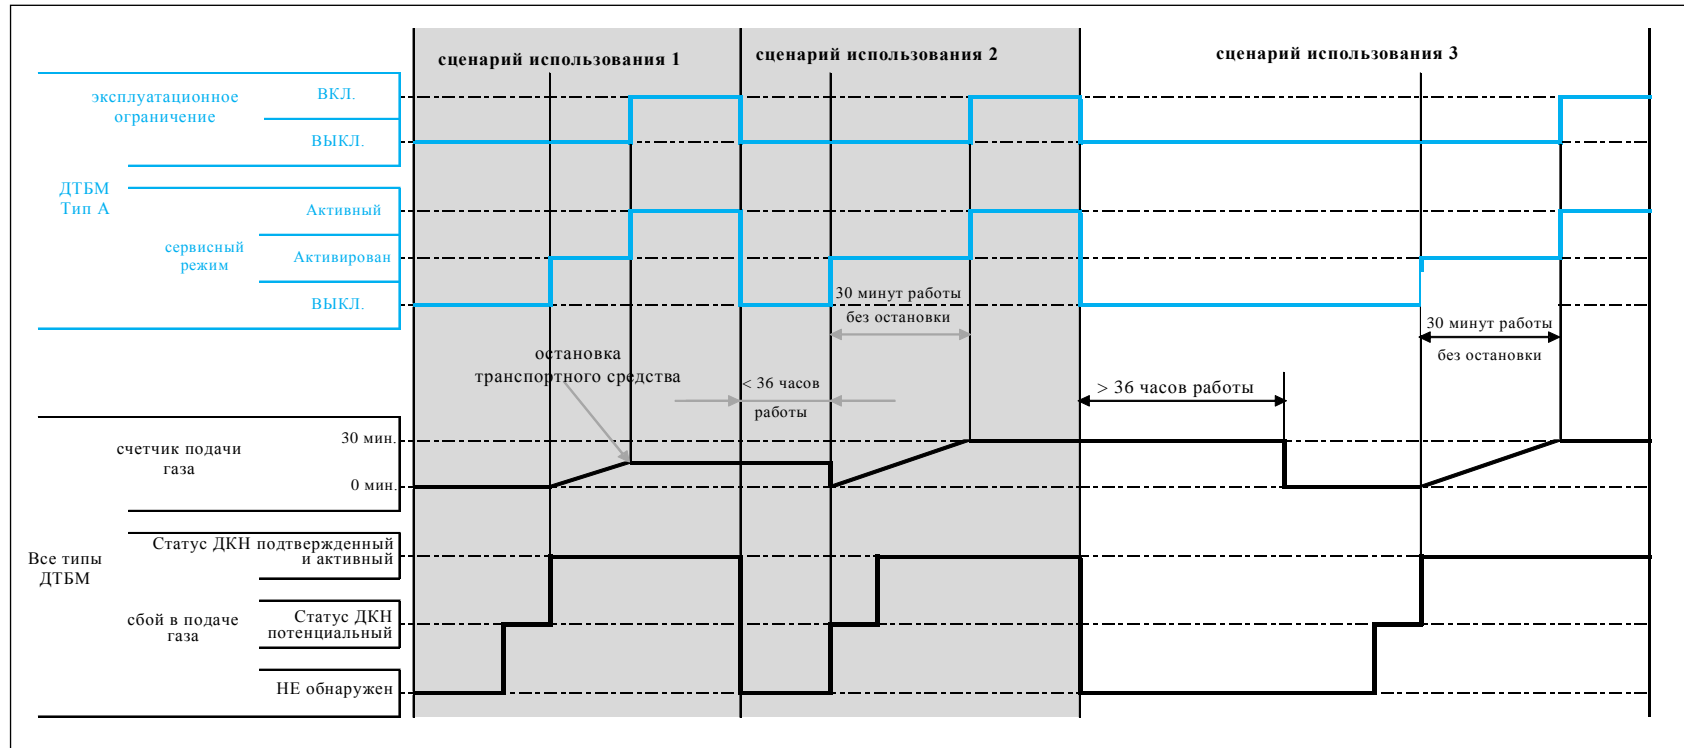 сценарий использования 1
сценарий использования 2
сценарий использования 3
эксплуатационное
ограничение
ВКЛ.
ВЫКЛ.
ДТБМ
Тип А
сервисный
режим
Активный
Активирован
ВЫКЛ.
30 минут работы
без остановки
30 минут работы
без остановки
остановка
транспортного средства
< 36 часов
работы
> 36 часов работы
счетчик подачи
газа
30 мин.
0 мин.
Все типы
ДТБМ
Статус ДКН подтвержденный
и активный
сбой в подаче
газа
Статус ДКН
потенциальный
НЕ обнаружен